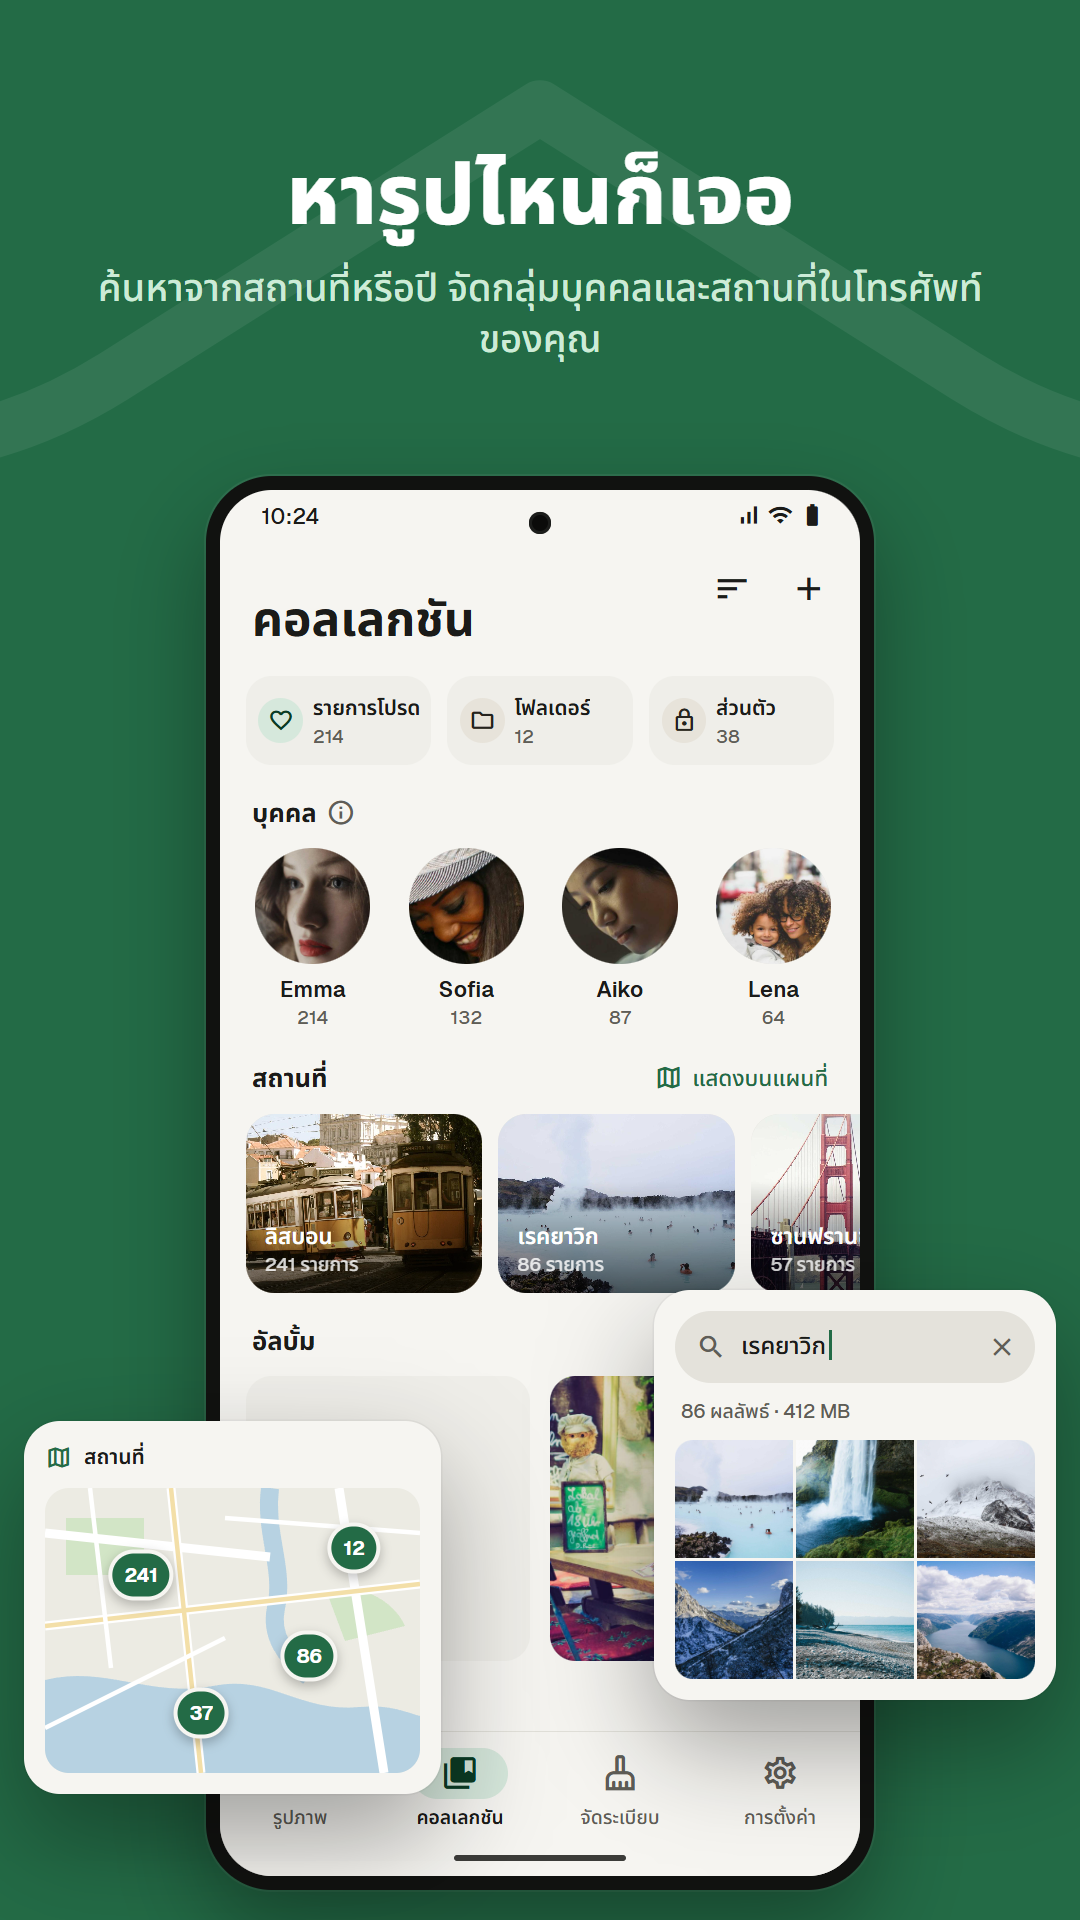 หารูปไหนก็เจอ
ค้นหาจากสถานที่หรือปี จัดกลุ่มบุคคลและสถานที่ในโทรศัพท์
ของคุณ
10:24
คอลเลกชัน
รายการโปรด
214
โฟลเดอร์
12
ส่วนตัว
38
บุคคล
Emma
214
Sofia
132
Aiko
87
Lena
64
สถานที่
แสดงบนแผนที่
ลิสบอน
241 รายการ
เรคยาวิก
86 รายการ
ซานฟราน
57 รายการ
อัลบั้ม
เรคยาวิก
86 ผลลัพธ์ · 412 MB
สถานที่
241
12
86
37
รูปภาพ
คอลเลกชัน
จัดระเบียบ
การตั้งค่า